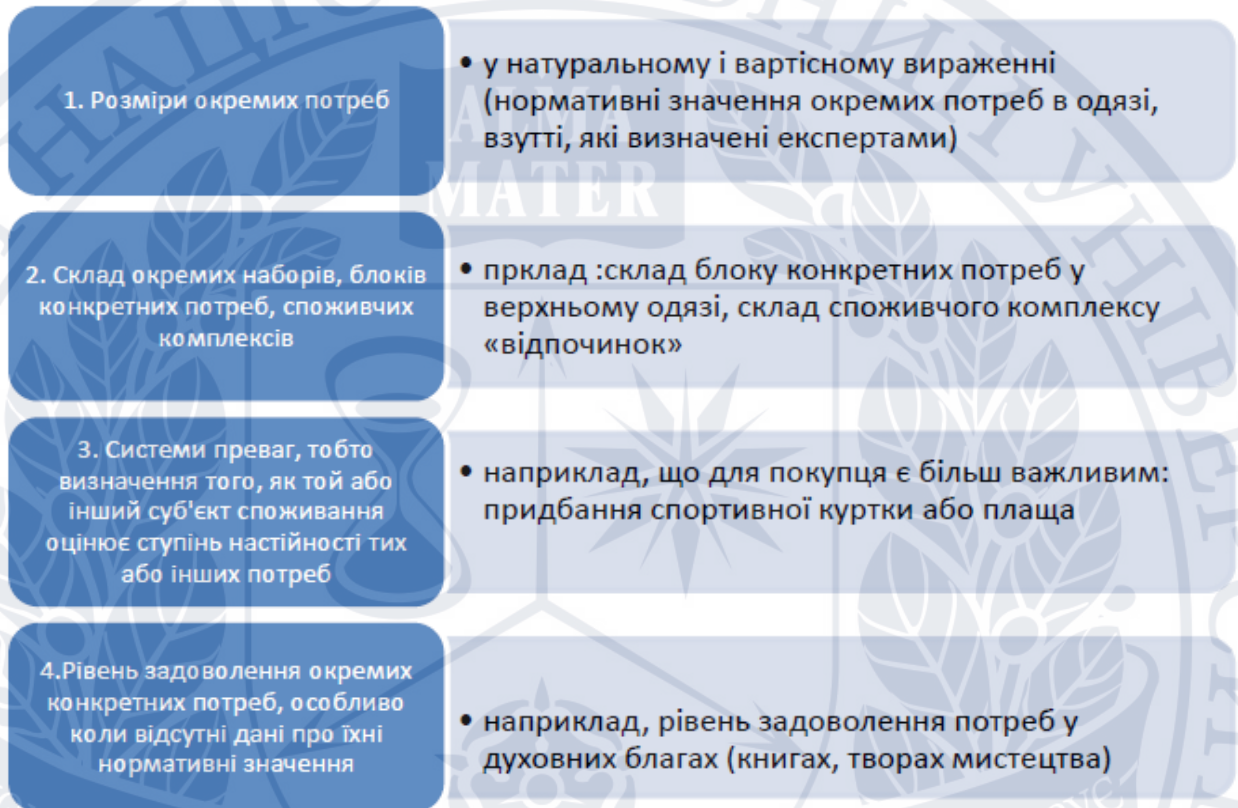 1. Розміри окремих потреб
• у натуральному і вартісному вираженні
(нормативні значення окремих потреб в одязі,
взутті, які визначені експертами)
2. Склад окремих наборів, блоків
конкретних потреб, споживчих
комплексів
• прклад :склад блоку конкретних потреб у
верхньому одязі, склад споживчого комплексу
«відпочинок»
3. Системи преваг, тобто
визначення того, як той або
інший суб'єкт споживання
оцінює ступінь настійності тих
або інших потреб
• наприклад, що для покупця є більш важливим:
придбання спортивної куртки або плаща
4.Рівень задоволення окремих
конкретних потреб, особливо
коли відсутні дані про їхні
нормативні значення
• наприклад, рівень задоволення потреб у
духовних благах (книгах, творах мистецтва)
ALMA
MATER